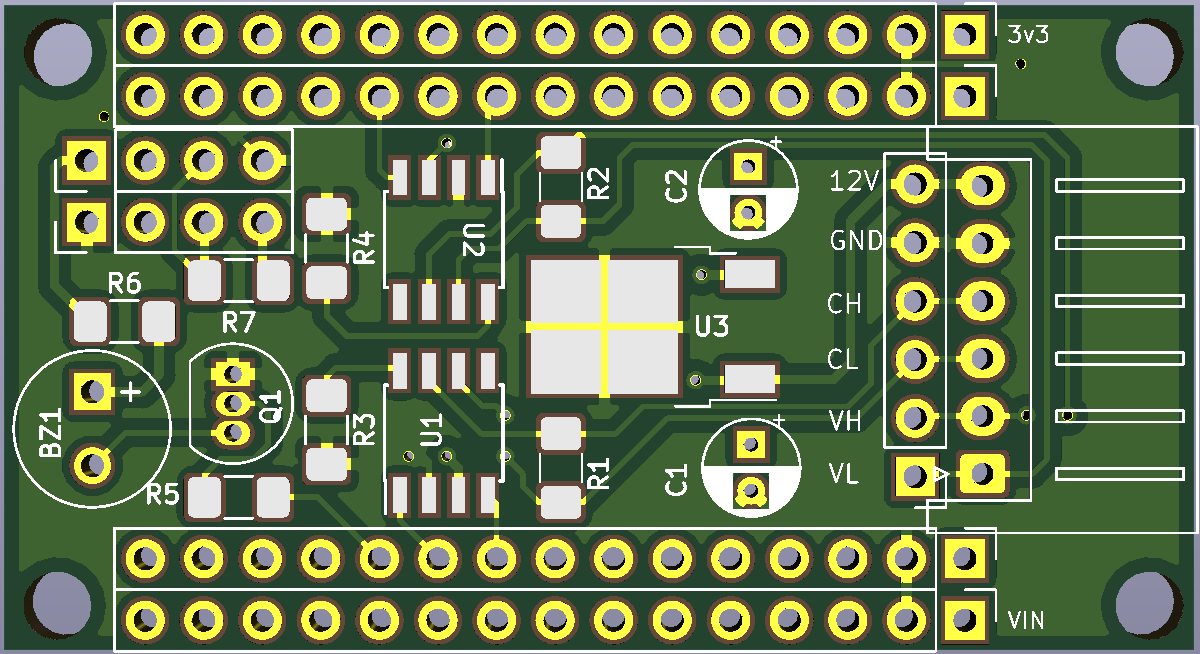 3v3
12V
GND
CH
CL
VH
VL
VIN
R2
C2
R4
U2
R6
R7
U3
BZ1
+
Q1
R3
U1
R5
R1
C1
+
+